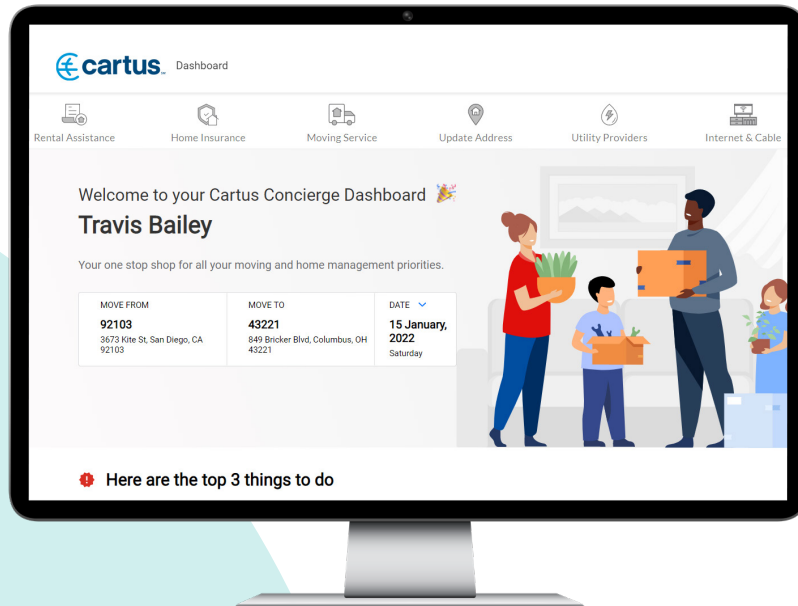 cartus Dashboard
Rental Assistance Home Insurance Moving Service Update Address Utility Providers Internet & Cable
Welcome to your Cartus Concierge Dashboard
Travis Bailey
Your one stop shop for all your moving and home management priorities.
MOVE FROM MOVE TO DATE
92103 43221 15 January,
3673 Kite St, San Diego, CA 849 Bricker Blvd, Columbus, OH 2022
92103 43221 Saturday
Here are the top 3 things to do